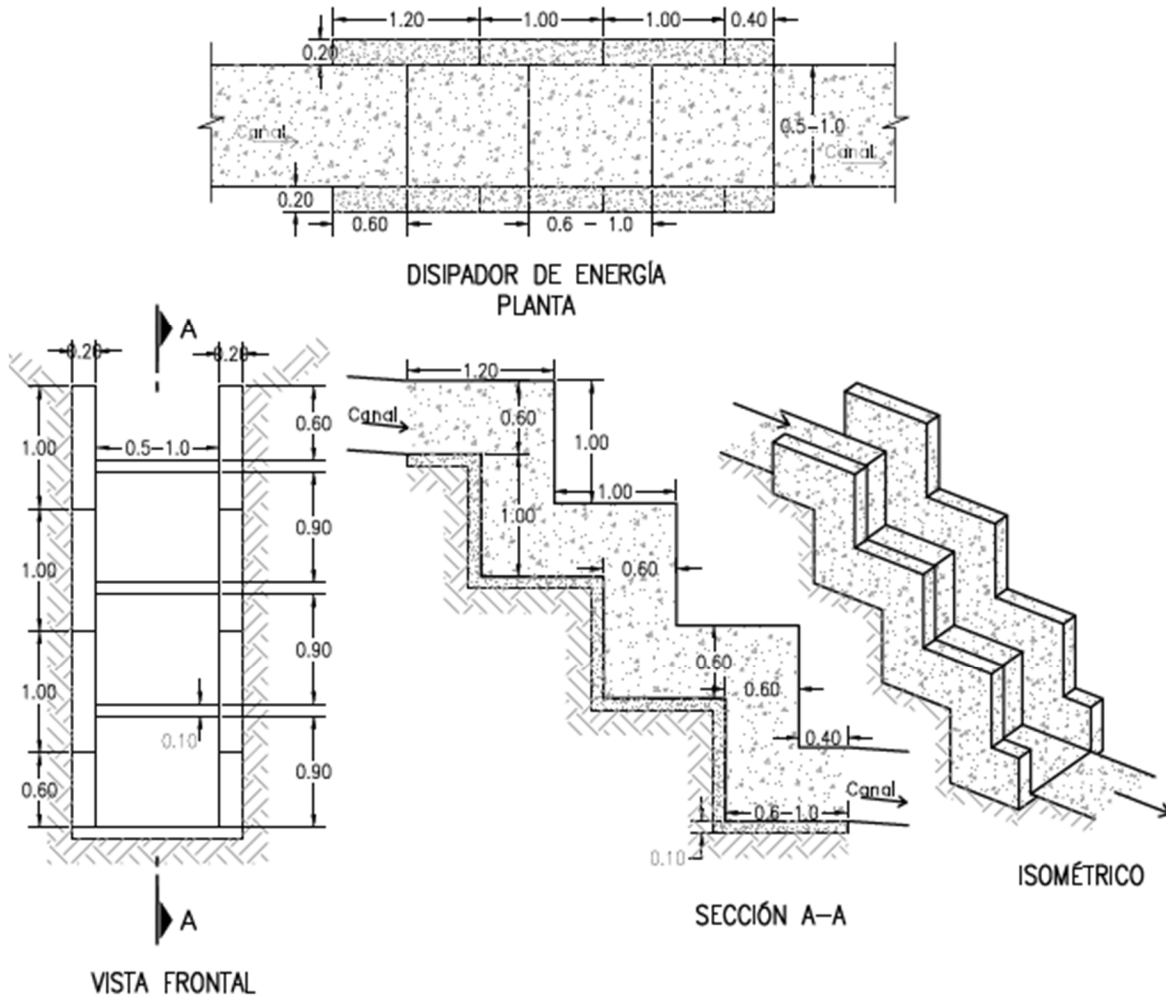 1.20 1.00 1.00 0.40
0.20
Canal
0.5-1.0
Canal
0.20
0.60 0.6 - 1.0
DISIPADOR DE ENERGÍA
PLANTA
A
0.20 0.20
1.00
0.5-1.0
0.60
1.00
0.90
1.00
0.90
0.10
0.60
0.90
A
VISTA FRONTAL
1.20
Canal
0.60
1.00
1.00
1.00
0.60
0.60
0.60
0.40
Canal
0.6-1.0
0.10
SECCIÓN A-A
ISOMÉTRICO